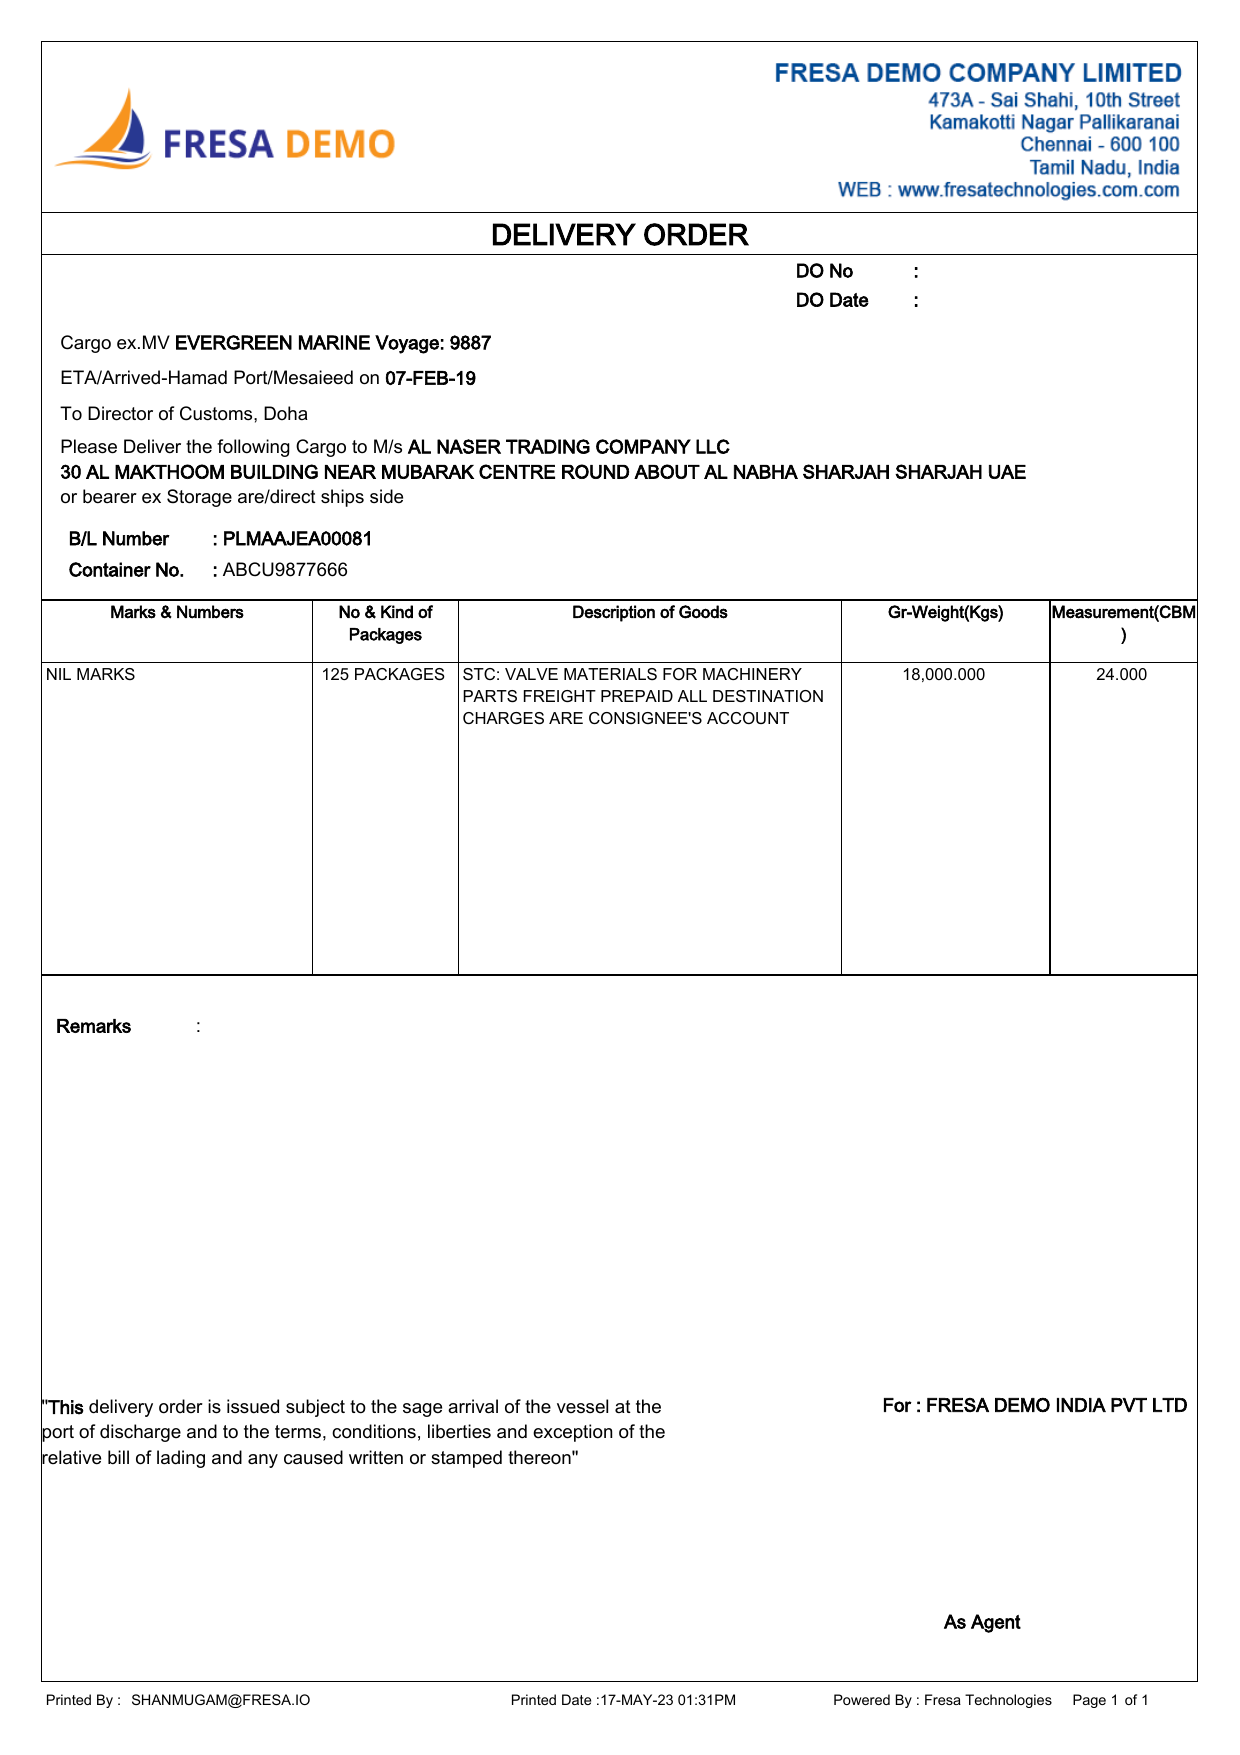 FRESA DEMO
FRESA DEMO COMPANY LIMITED
473A - Sai Shahi, 10th Street
Kamakotti Nagar Pallikaranai
Chennai - 600 100
Tamil Nadu, India
WEB : www.fresatechnologies.com.com
DELIVERY ORDER
DO No :
DO Date :
Cargo ex.MV EVERGREEN MARINE Voyage: 9887
ETA/Arrived-Hamad Port/Mesaieed on 07-FEB-19
To Director of Customs, Doha
Please Deliver the following Cargo to M/s AL NASER TRADING COMPANY LLC
30 AL MAKTHOOM BUILDING NEAR MUBARAK CENTRE ROUND ABOUT AL NABHA SHARJAH SHARJAH UAE
or bearer ex Storage are/direct ships side
B/L Number : PLMAAJEA00081
Container No. : ABCU9877666
Marks & Numbers
No & Kind of
Packages
Description of Goods
Gr-Weight(Kgs)
Measurement(CBM
)
NIL MARKS
125 PACKAGES
STC: VALVE MATERIALS FOR MACHINERY
PARTS FREIGHT PREPAID ALL DESTINATION
CHARGES ARE CONSIGNEE'S ACCOUNT
18,000.000
24.000
Remarks :
"This delivery order is issued subject to the sage arrival of the vessel at the
port of discharge and to the terms, conditions, liberties and exception of the
relative bill of lading and any caused written or stamped thereon"
For : FRESA DEMO INDIA PVT LTD
As Agent
Printed By : SHANMUGAM@FRESA.IO
Printed Date :17-MAY-23 01:31PM
Powered By : Fresa Technologies
Page 1 of 1